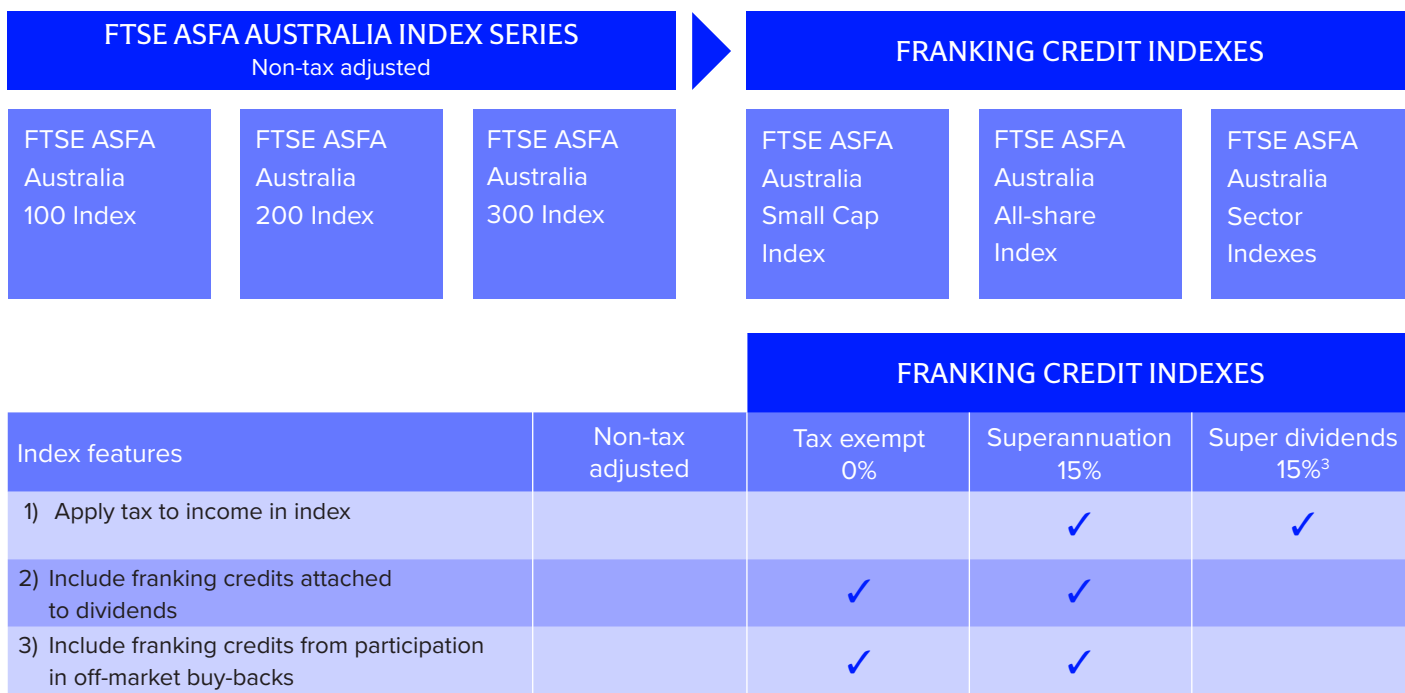 FTSE ASFA AUSTRALIA INDEX SERIES
Non-tax adjusted
FRANKING CREDIT INDEXES
FTSE ASFA
Australia
100 Index
FTSE ASFA
Australia
200 Index
FTSE ASFA
Australia
300 Index
FTSE ASFA
Australia
Small Cap
Index
FTSE ASFA
Australia
All-share
Index
FTSE ASFA
Australia
Sector
Indexes
FRANKING CREDIT INDEXES
Index features
Non-tax
adjusted
Tax exempt
0%
Superannuation
15%
Super dividends
15%³
1) Apply tax to income in index
✓ ✓
2) Include franking credits attached
to dividends
✓ ✓
3) Include franking credits from participation
in off-market buy-backs
✓ ✓